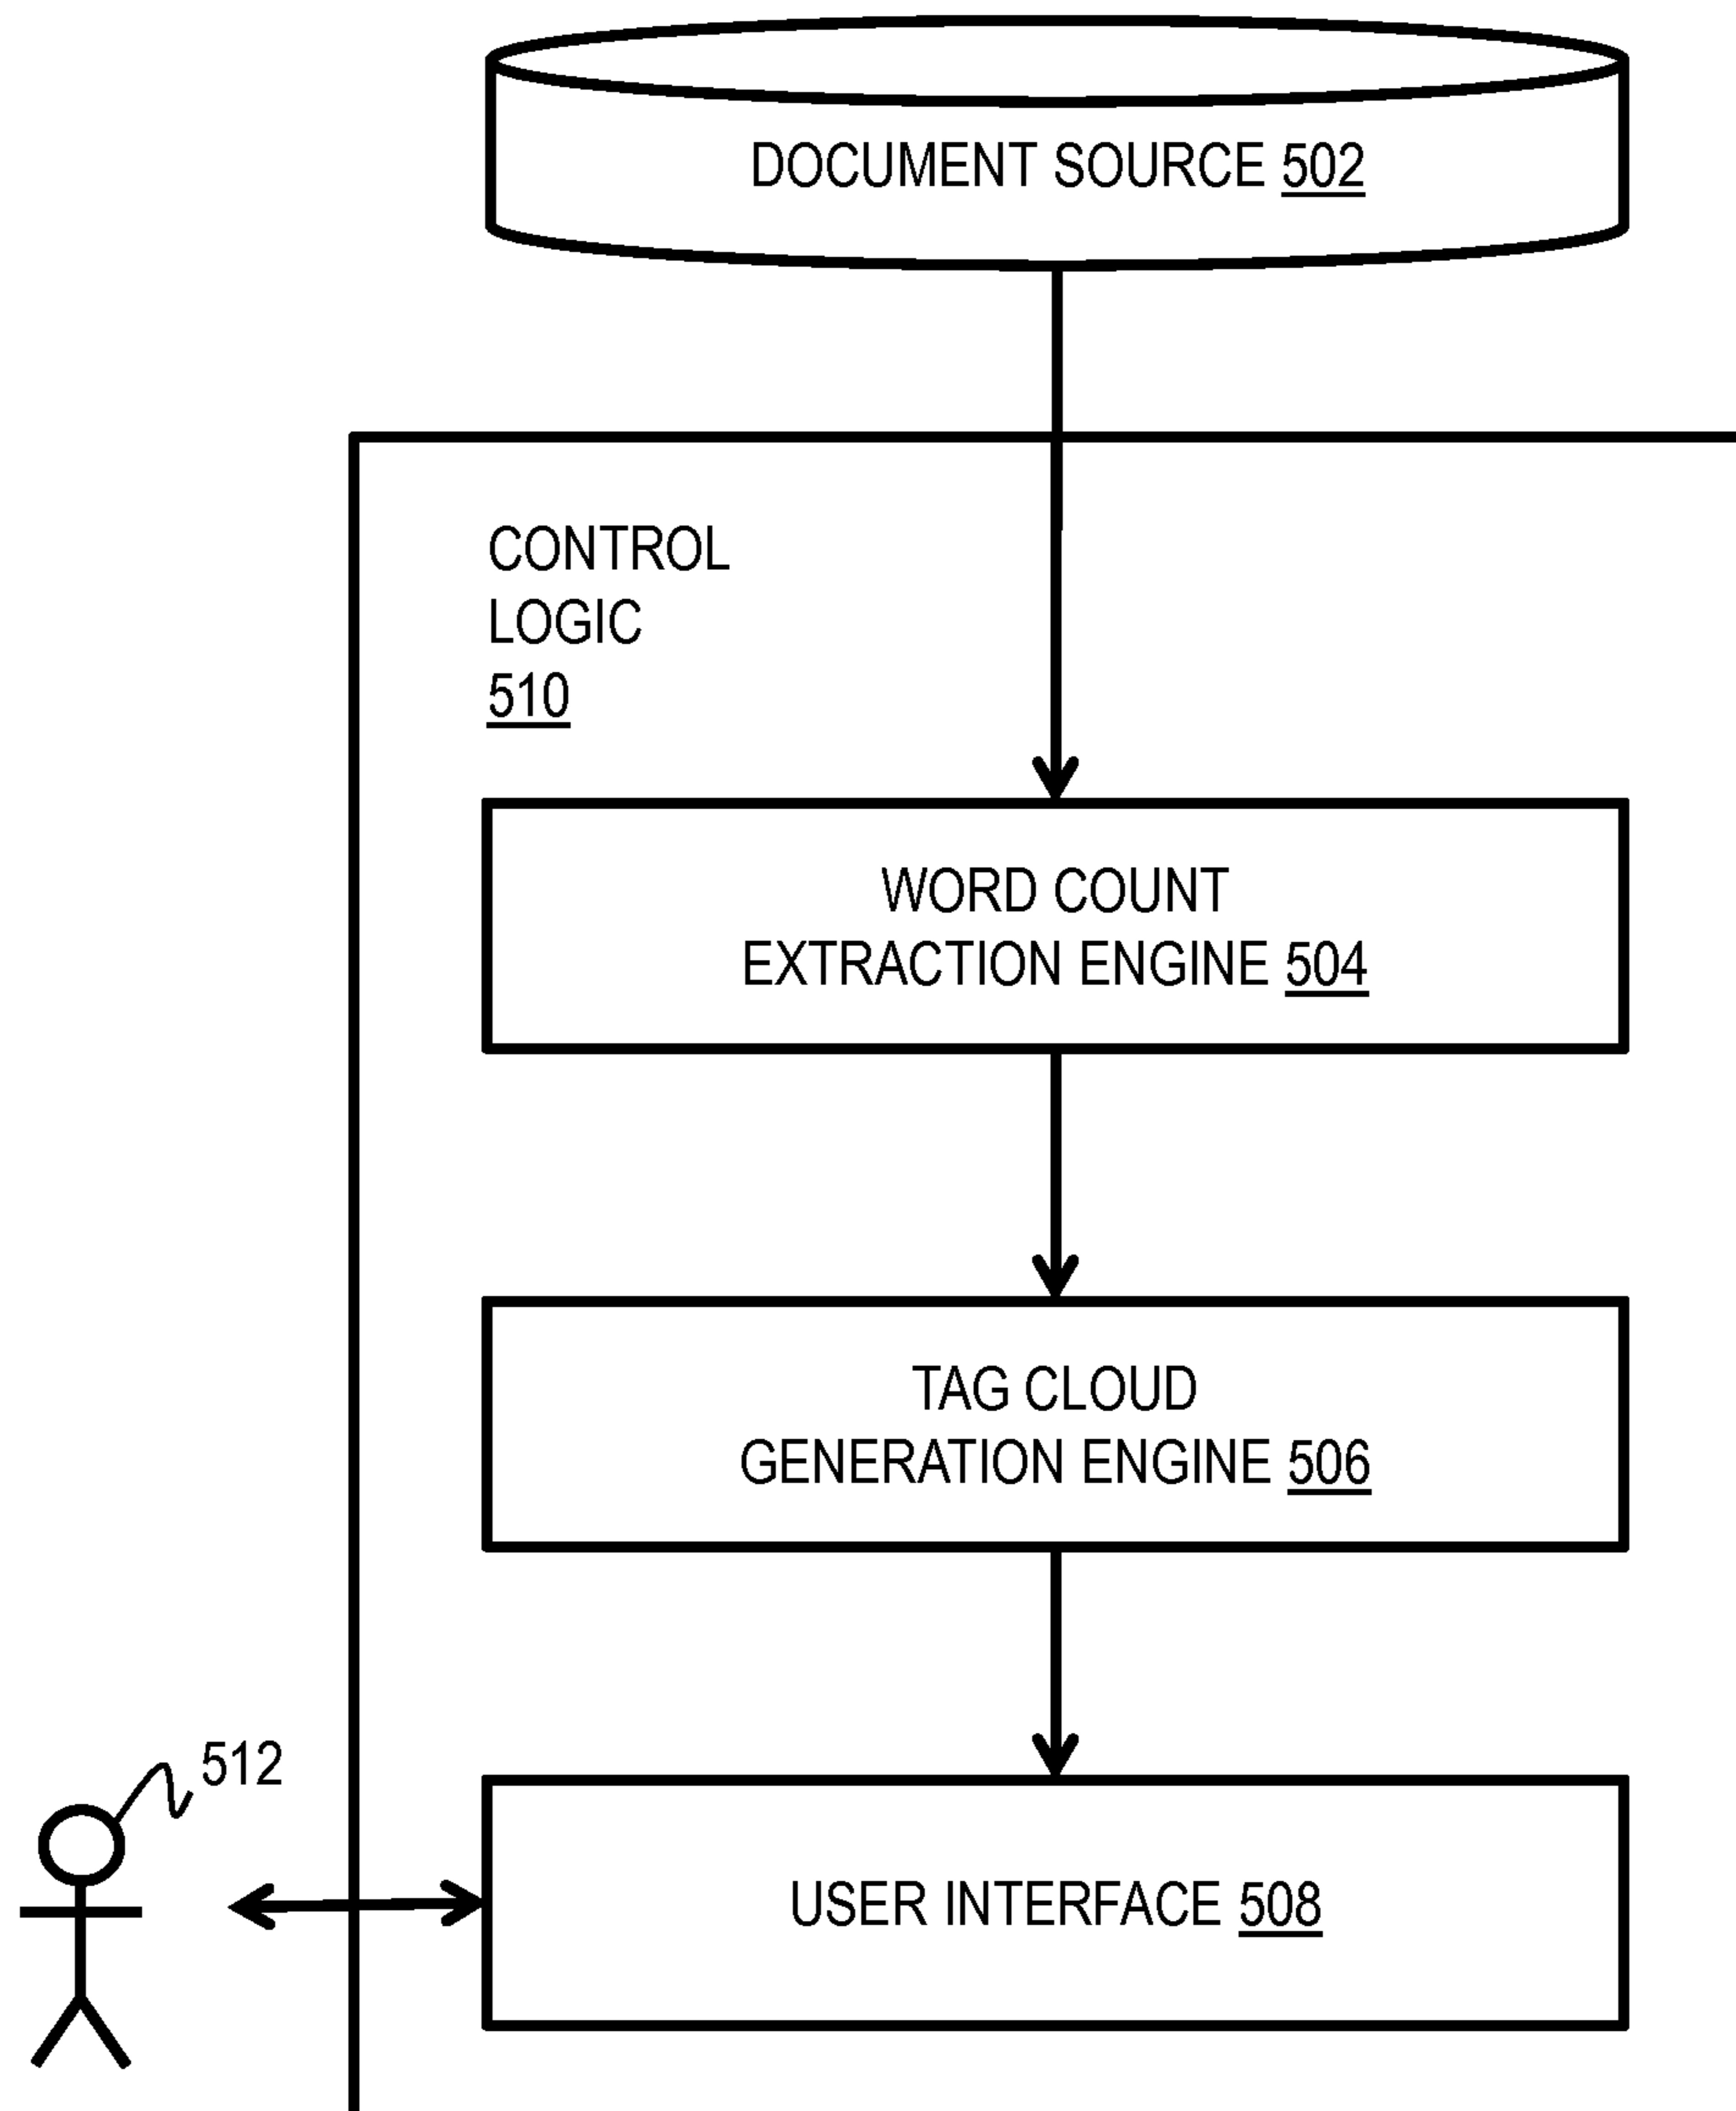 DOCUMENT SOURCE 502
CONTROL
LOGIC
510
WORD COUNT
EXTRACTION ENGINE 504
TAG CLOUD
GENERATION ENGINE 506
512
USER INTERFACE 508